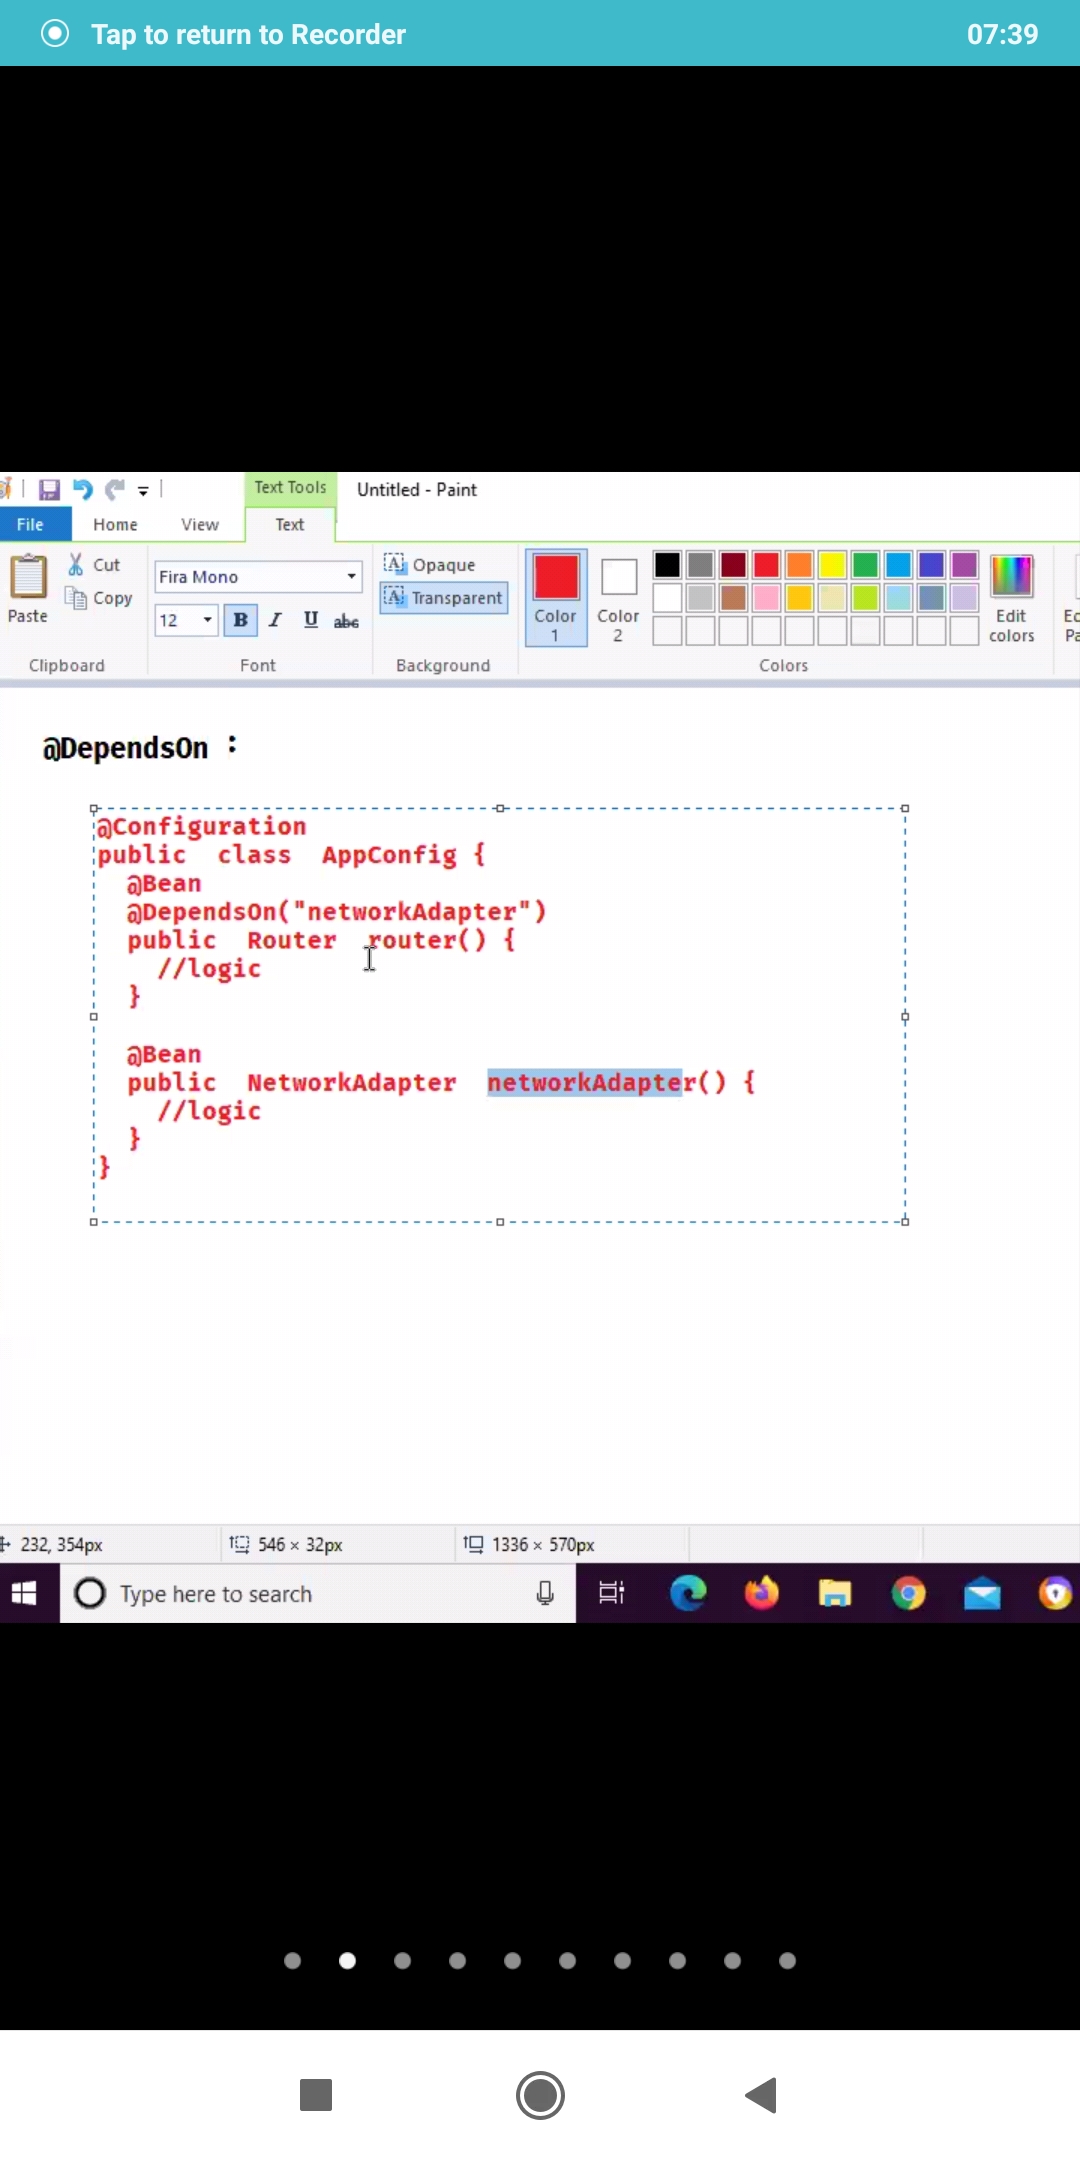 Tap to return to Recorder 07:39
Text Tools Untitled - Paint
File Home View Text
Paste Cut Copy Clipboard
Fira Mono
12 B I U abc
Font
Opaque
Transparent
Background
Color 1
Color 2
Edit colors
Colors
@DependsOn :
@Configuration
public class AppConfig {
@Bean
@DependsOn("networkAdapter")
public Router router() {
//logic
}
@Bean
public NetworkAdapter networkAdapter() {
//logic
}
}
232, 354px 546 × 32px 1336 × 570px
Type here to search